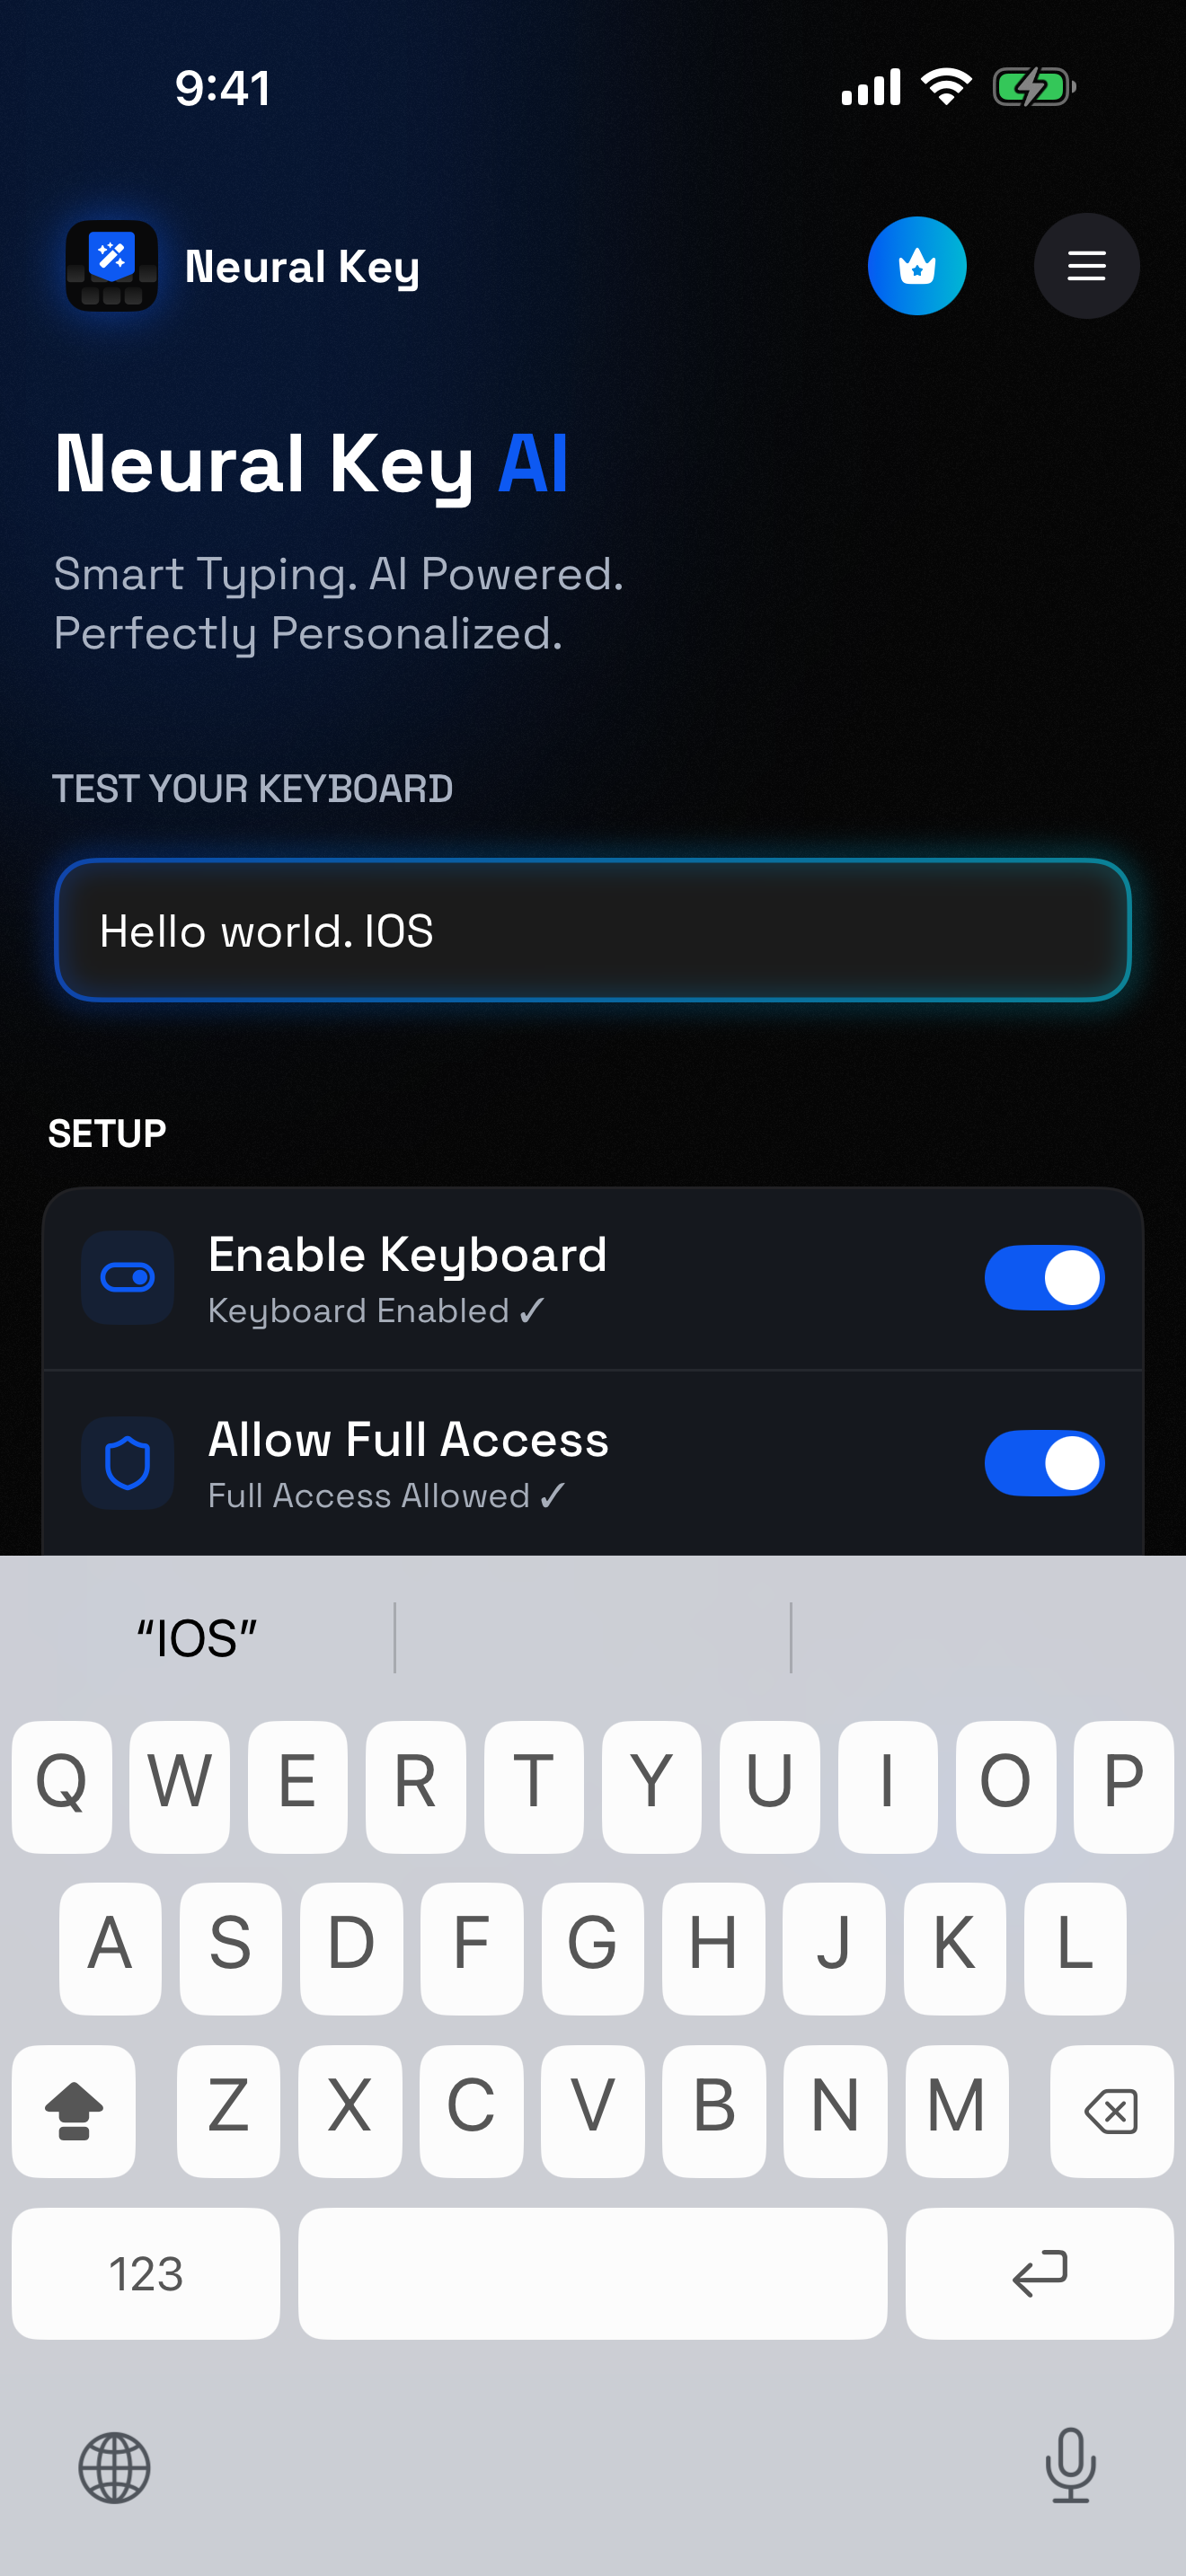 9:41
Neural Key
Neural Key AI
Smart Typing. AI Powered.
Perfectly Personalized.
TEST YOUR KEYBOARD
Hello world. IOS
SETUP
Enable Keyboard
Keyboard Enabled ✓
Allow Full Access
Full Access Allowed ✓
“IOS”
Q W E R T Y U I O P
A S D F G H J K L
Z X C V B N M
123